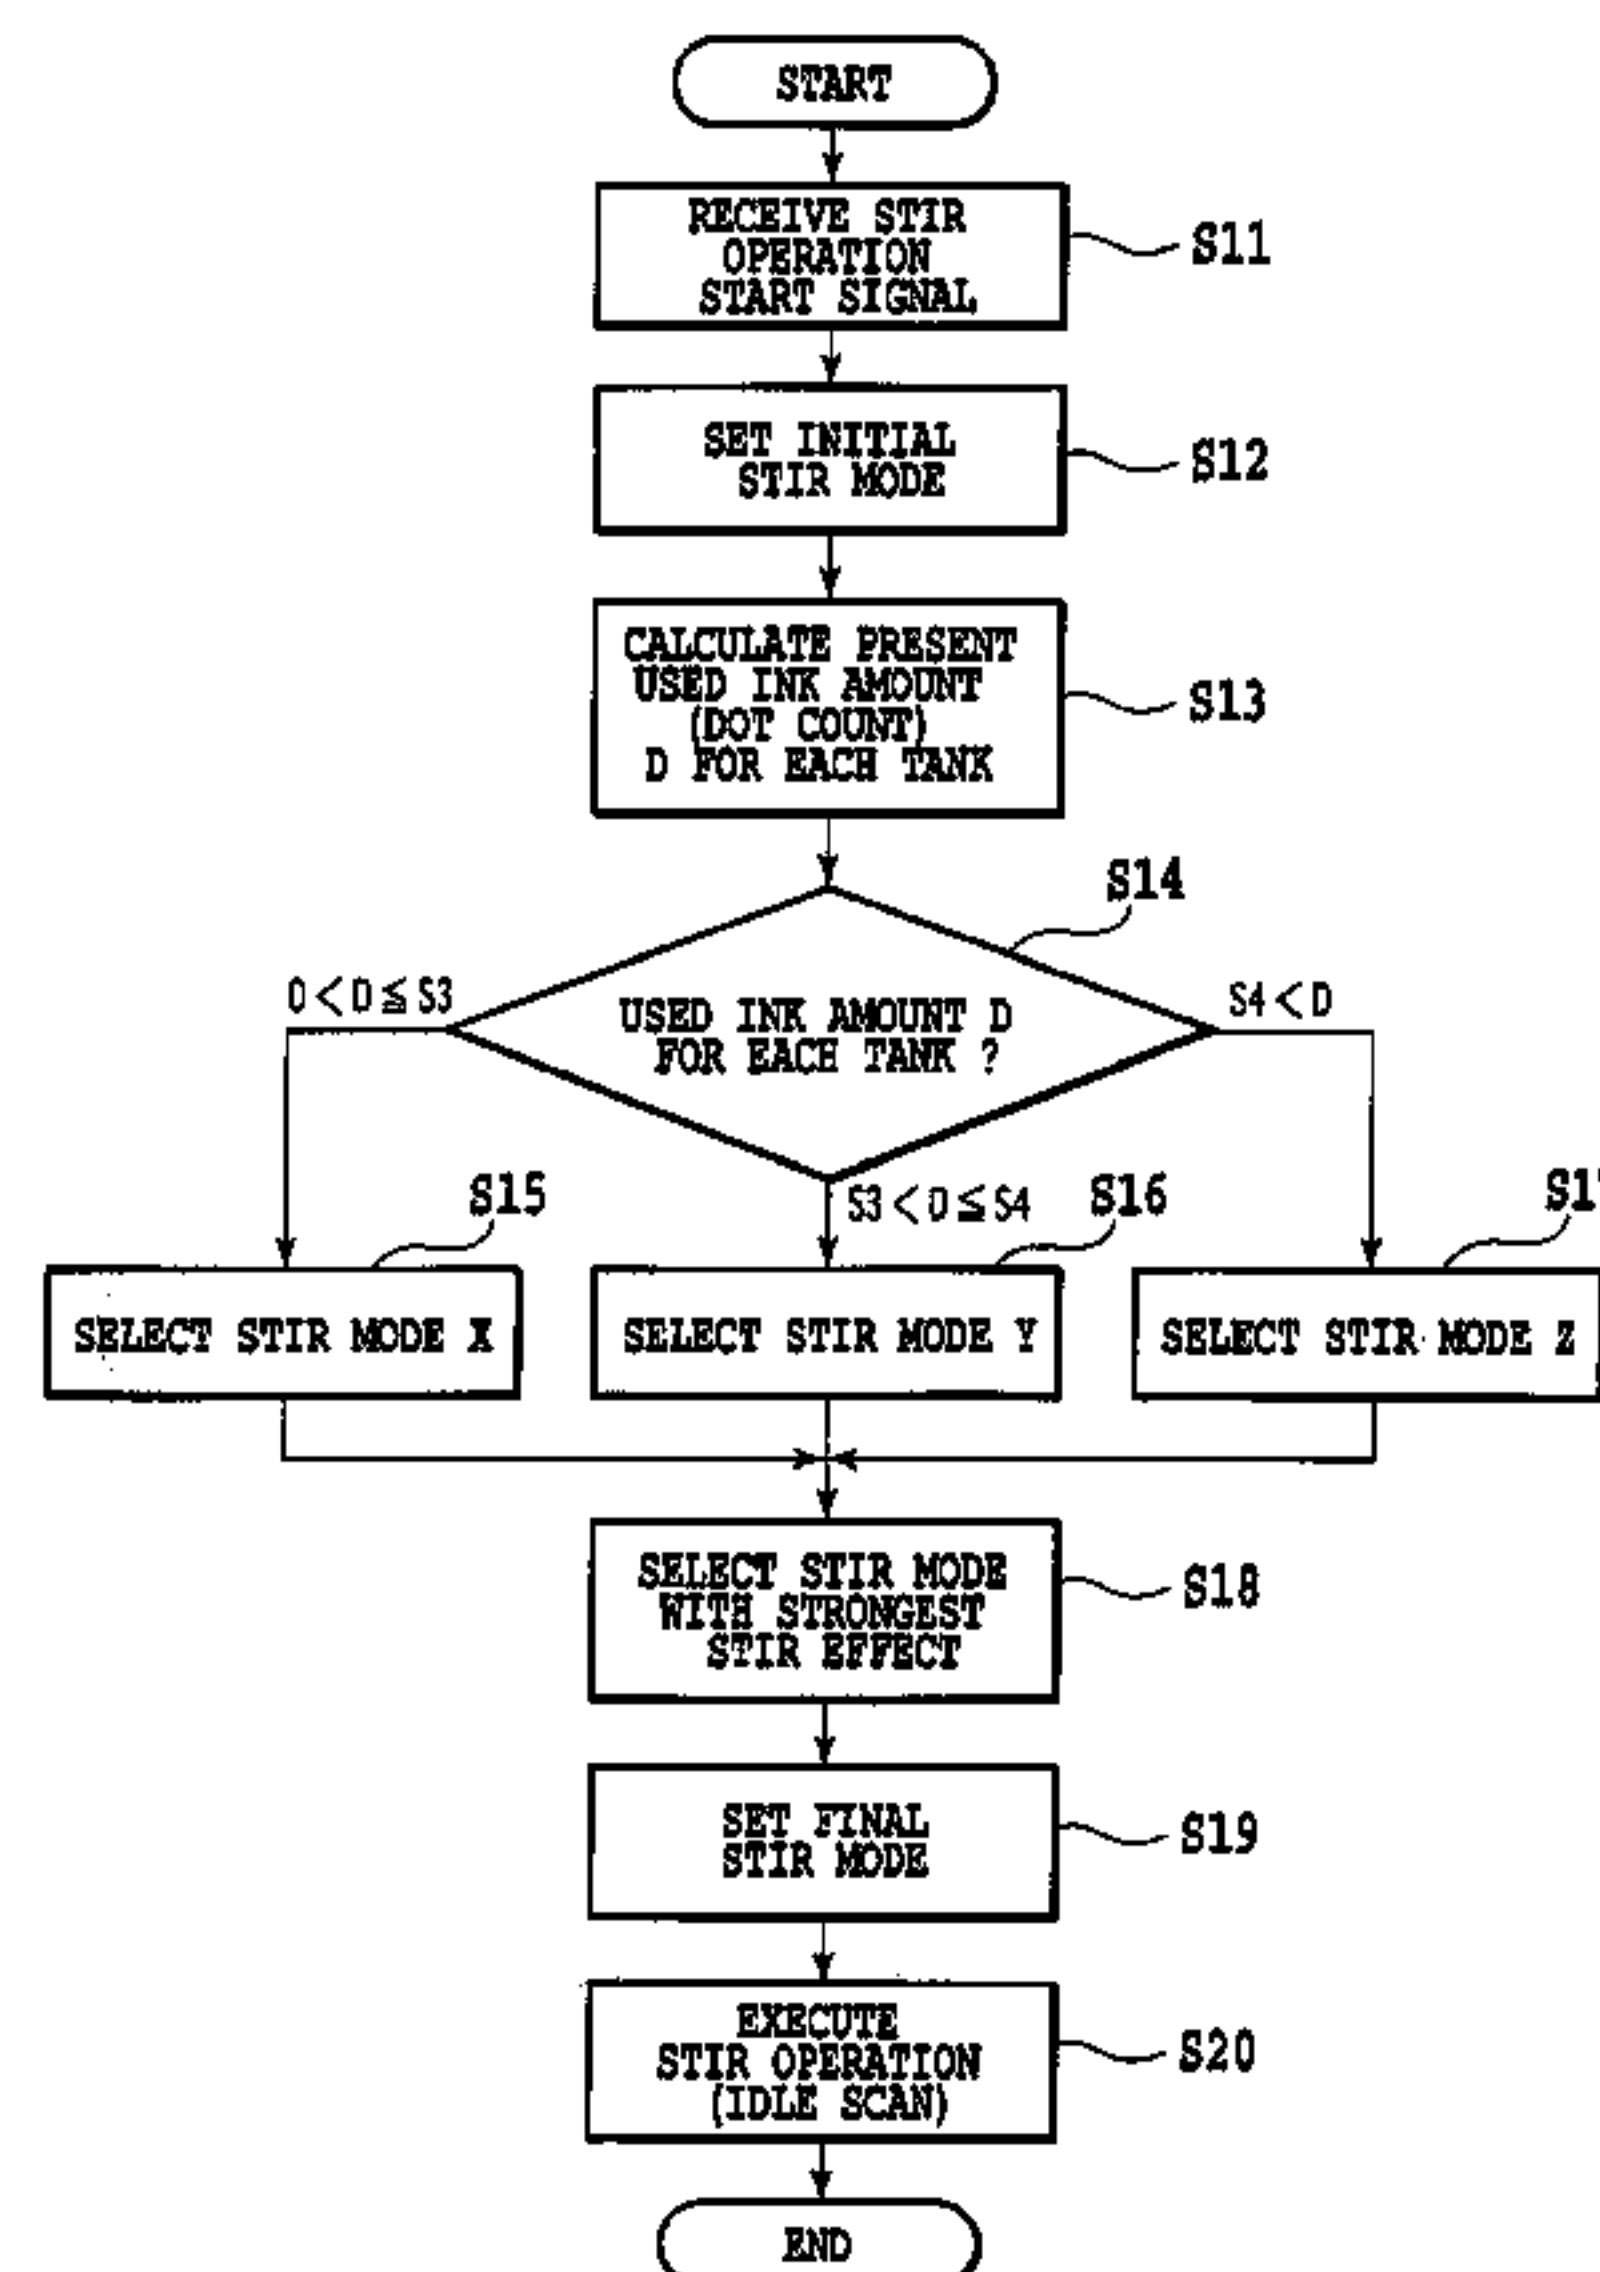 START
RECEIVE STIR
OPERATION
START SIGNAL
S11
SET INITIAL
STIR MODE
S12
CALCULATE PRESENT
USED INK AMOUNT
(DOT COUNT)
D FOR EACH TANK
S13
S14
USED INK AMOUNT D
FOR EACH TANK ?
0<D≦S3
S4<D
S3<D≦S4
S15
SELECT STIR MODE X
S16
SELECT STIR MODE Y
SELECT STIR MODE Z
SELECT STIR MODE
WITH STRONGEST
STIR EFFECT
S18
SET FINAL
STIR MODE
S19
EXECUTE
STIR OPERATION
(IDLE SCAN)
S20
END